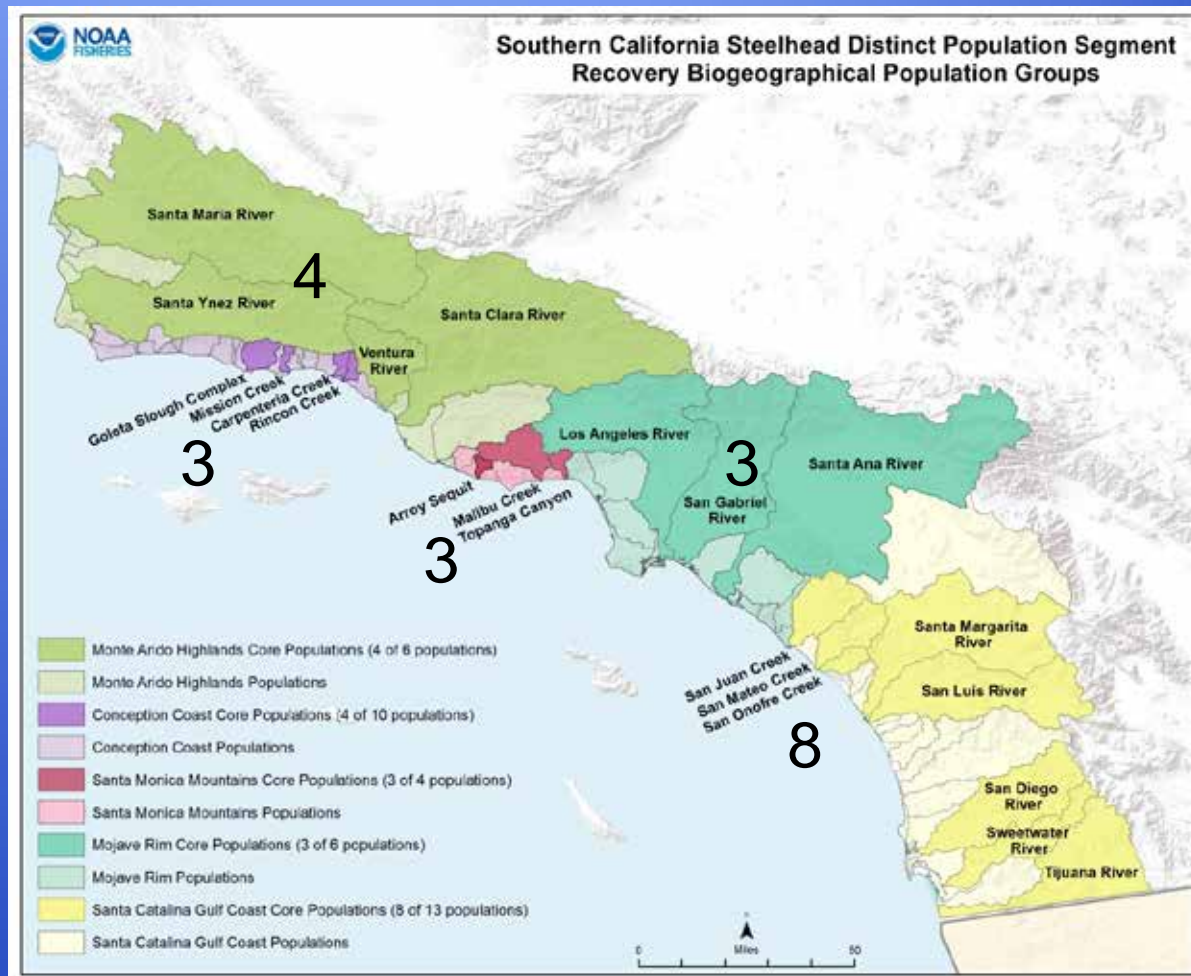 NOAA
FISHERIES
Southern California Steelhead Distinct Population Segment
Recovery Biogeographical Population Groups
Santa Maria River
4
Santa Ynez River
Santa Clara River
Ventura
River
Goleta Slough Complex
Mission Creek
Carpenteria Creek
Rincon Creek
3
Los Angeles River
3
Santa Ana River
San Gabriel
River
Arroy Sequit
Malibu Creek
Topanga Canyon
3
Santa Margarita
River
San Luis River
San Juan Creek
San Mateo Creek
San Onofre Creek
8
San Diego
River
Sweetwater
River
Tijuana River
Monte Arido Highlands Core Populations (4 of 6 populations)
Monte Arido Highlands Populations
Conception Coast Core Populations (4 of 10 populations)
Conception Coast Populations
Santa Monica Mountains Core Populations (3 of 4 populations)
Santa Monica Mountains Populations
Mojave Rim Core Populations (3 of 6 populations)
Mojave Rim Populations
Santa Catalina Gulf Coast Core Populations (8 of 13 populations)
Santa Catalina Gulf Coast Populations
N
Miles
0 50